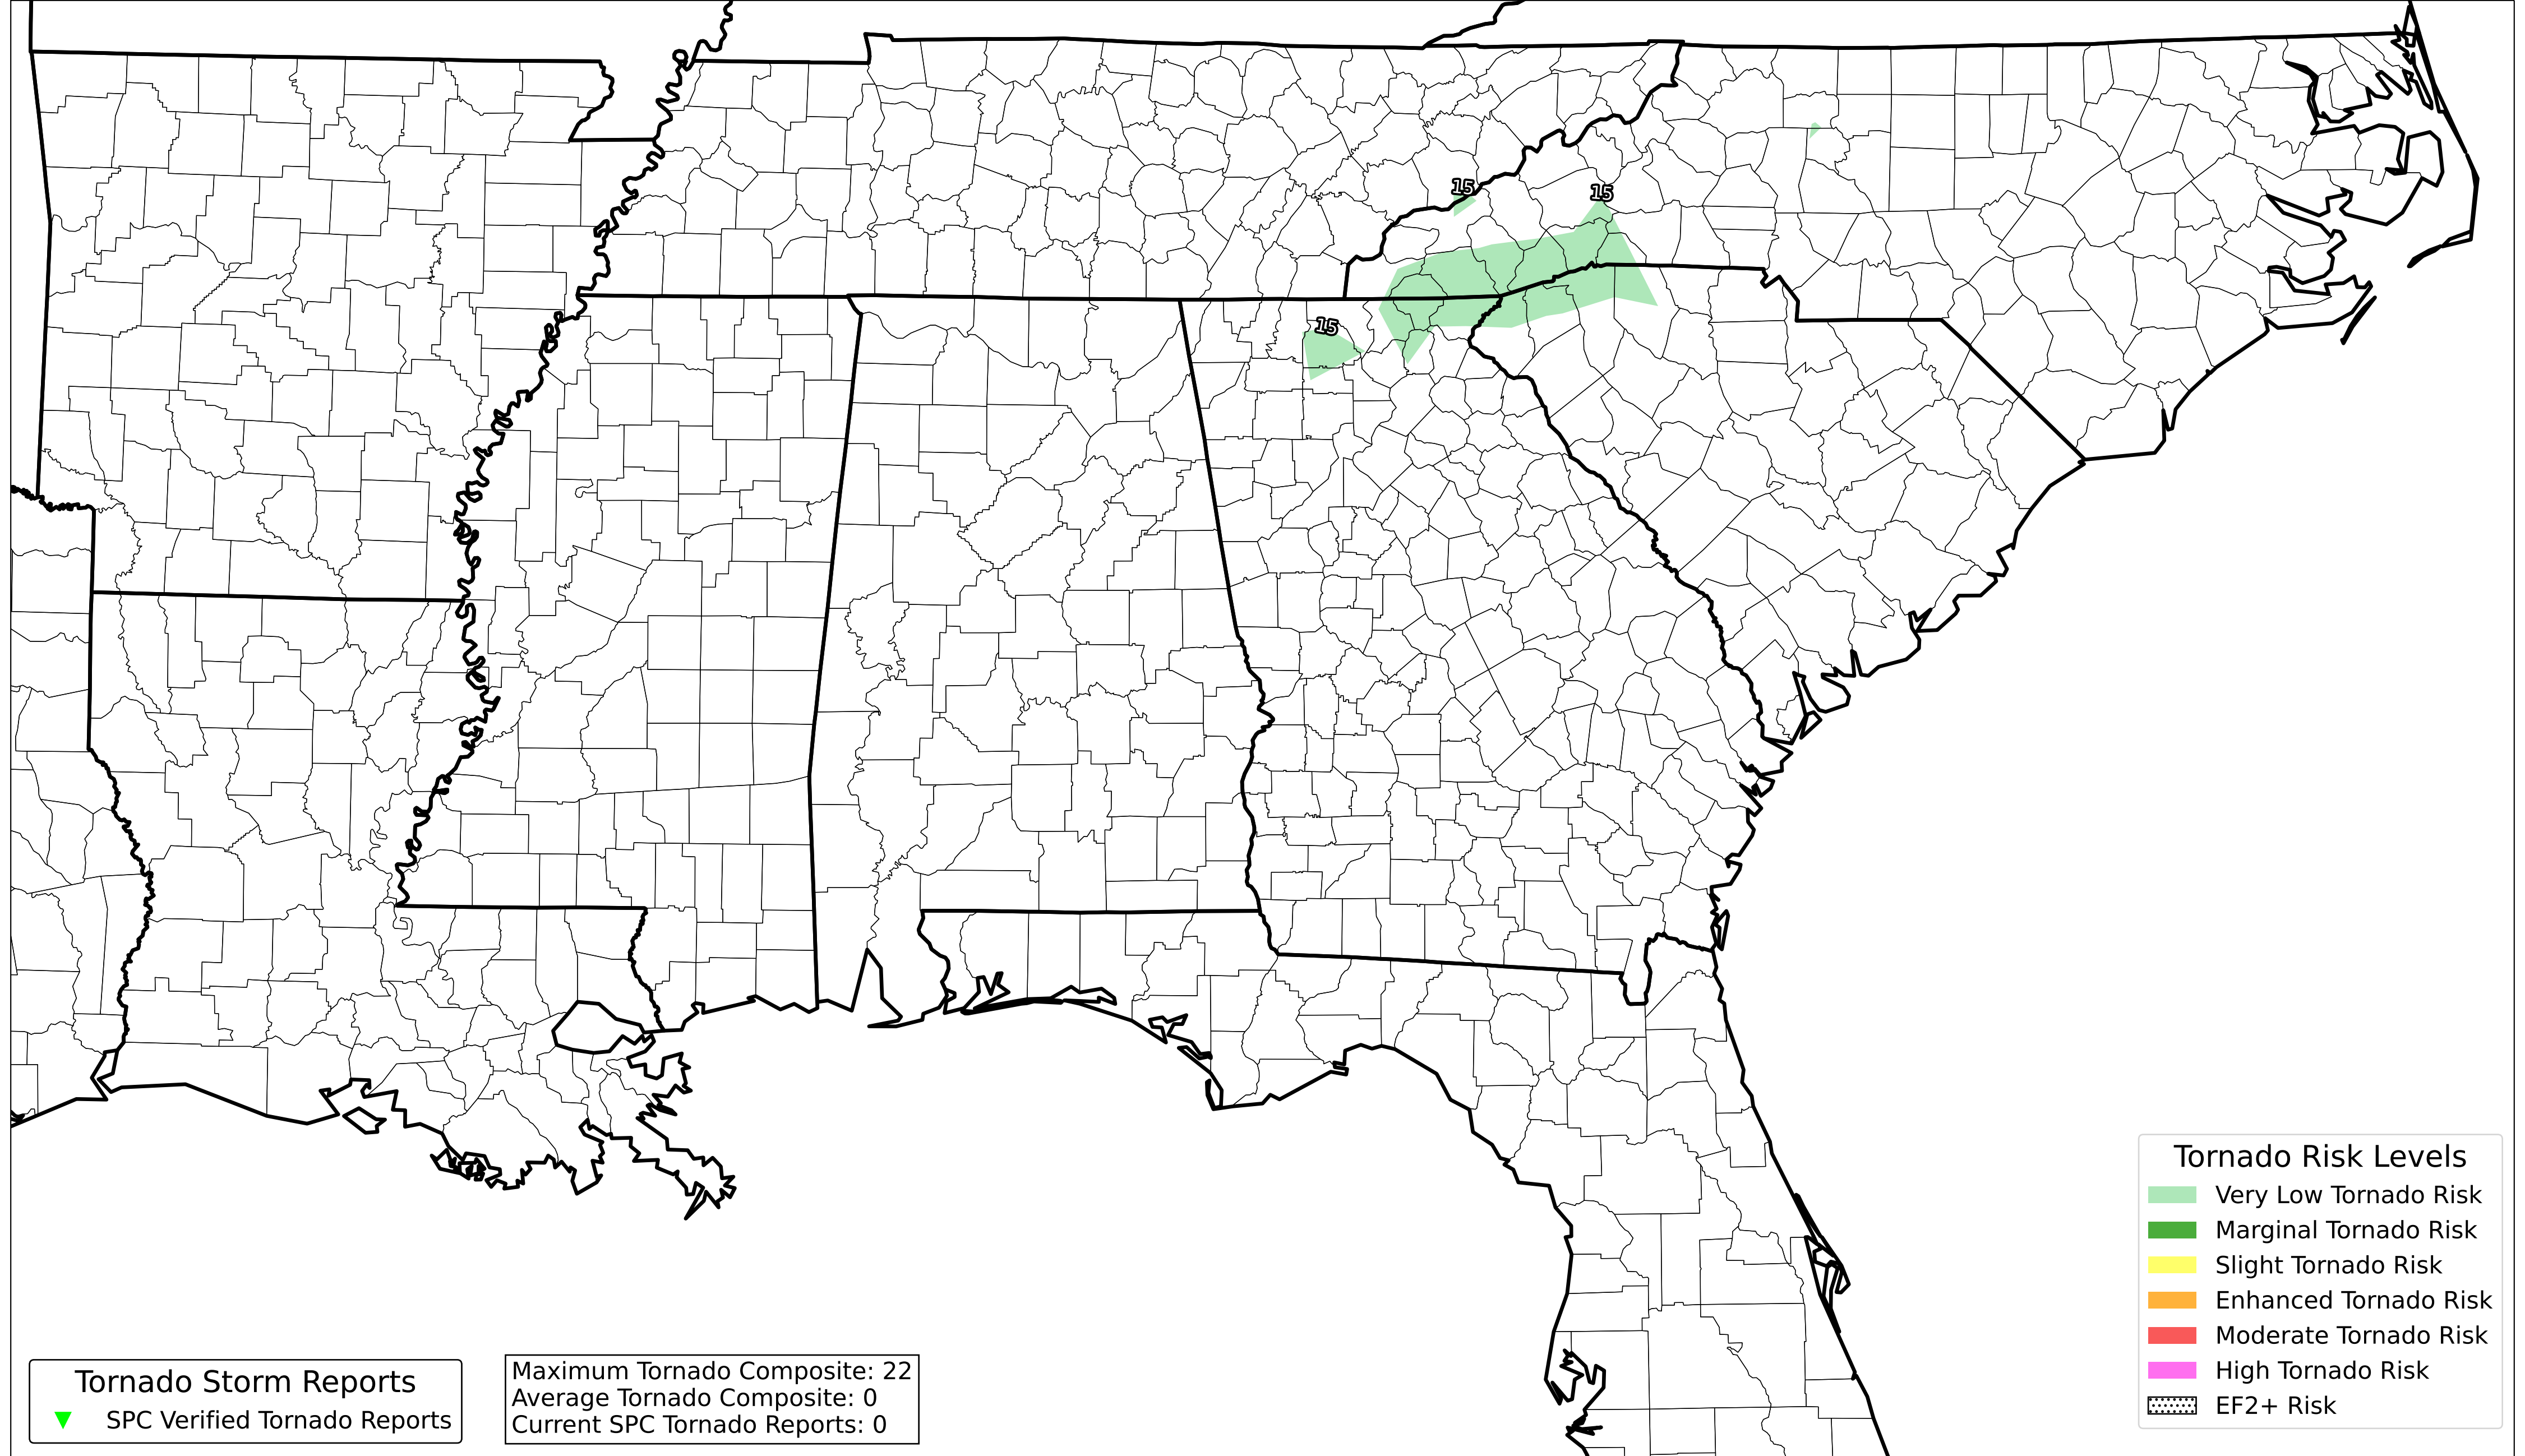 15
15
15
Tornado Risk Levels
Very Low Tornado Risk
Marginal Tornado Risk
Slight Tornado Risk
Enhanced Tornado Risk
Moderate Tornado Risk
High Tornado Risk
EF2+ Risk
Tornado Storm Reports
SPC Verified Tornado Reports
Maximum Tornado Composite: 22
Average Tornado Composite: 0
Current SPC Tornado Reports: 0